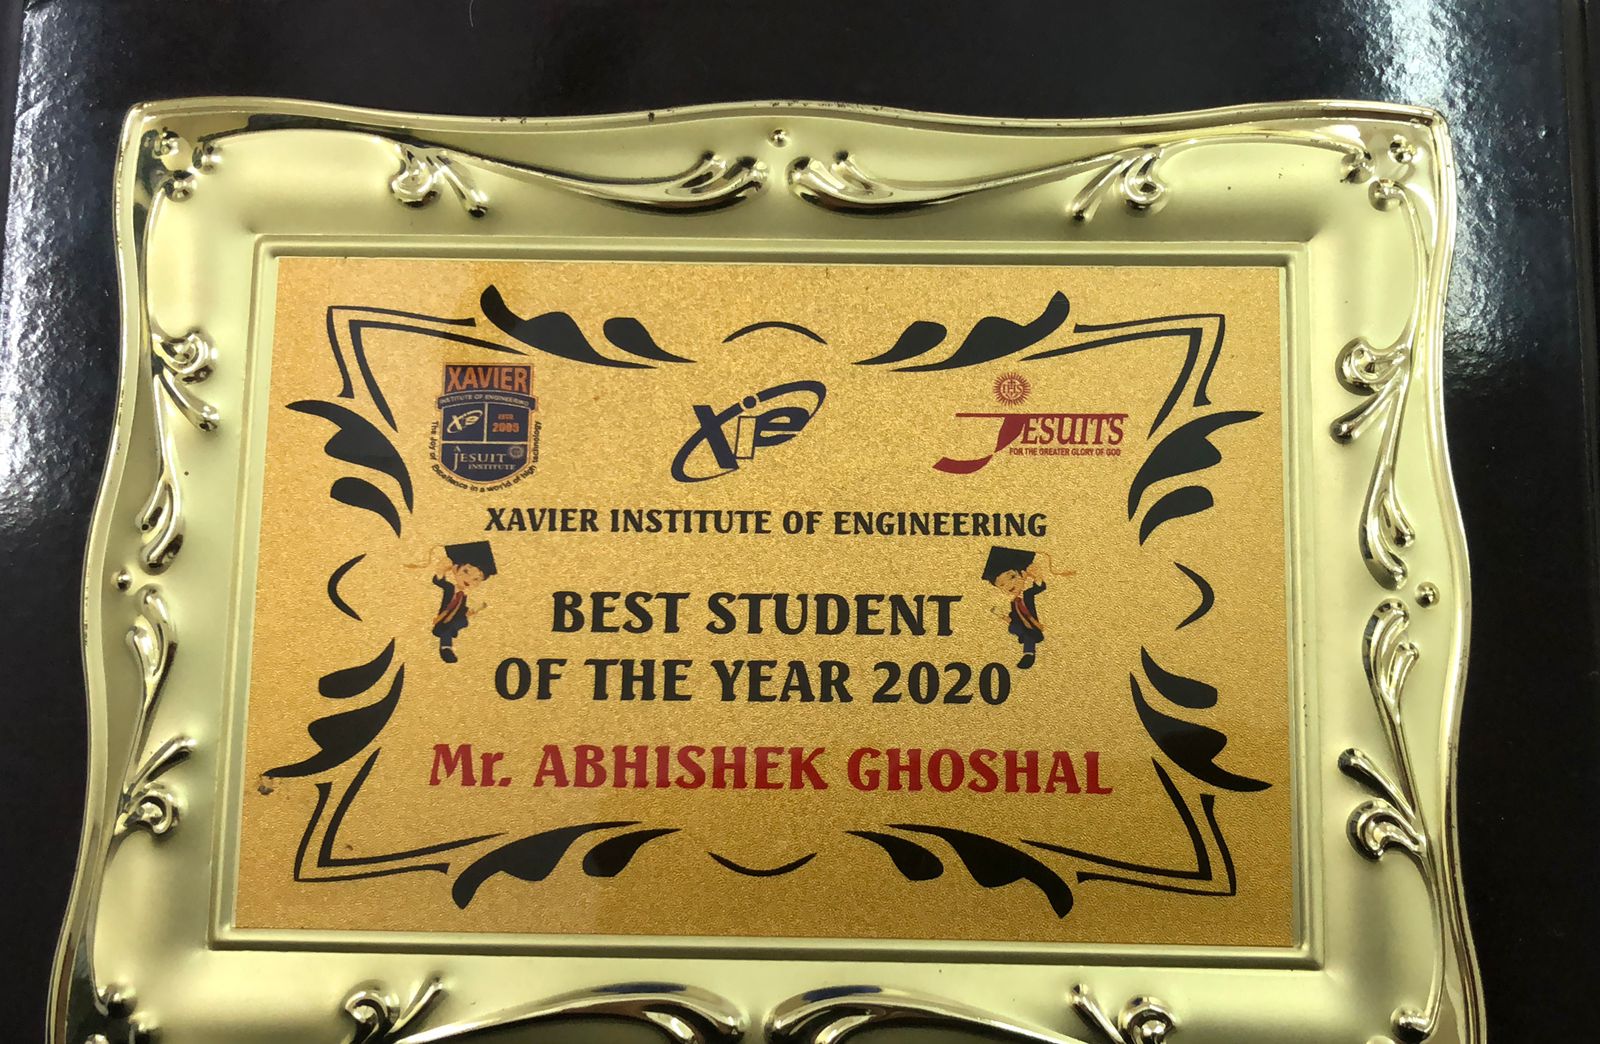 XAVIER
INSTITUTE OF ENGINEERING
XIE
ESTD.
2005
A
JESUIT
INSTITUTE
The Joy of Excellence in a world of high technology
XIE
IHS
JESUITS
FOR THE GREATER GLORY OF GOD
XAVIER INSTITUTE OF ENGINEERING
BEST STUDENT
OF THE YEAR 2020
Mr. ABHISHEK GHOSHAL